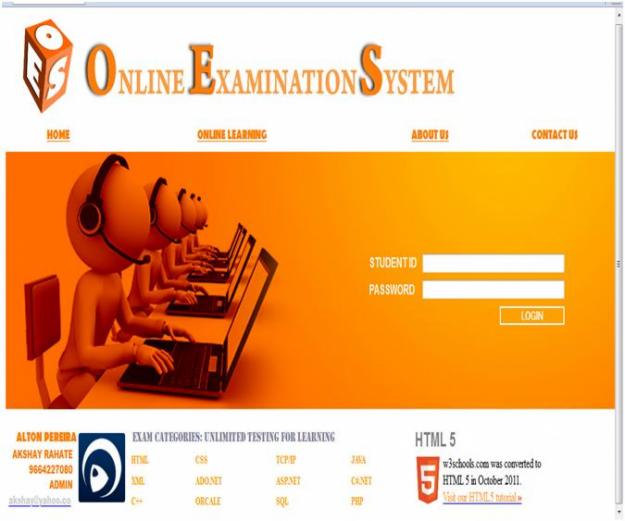 OES
ONLINE EXAMINATION SYSTEM
HOME ONLINE LEARNING ABOUT US CONTACT US
STUDENT ID
PASSWORD
LOGIN
ALTON PEREIRA
AKSHAY RAHATE
9664227080
ADMIN
akshay@yahoo.co
EXAM CATEGORIES: UNLIMITED TESTING FOR LEARNING
HTML CSS TCP/IP JAVA
XML ADO.NET ASP.NET C#.NET
C++ ORCALE SQL PHP
HTML 5
5
w3schools.com was converted to
HTML 5 in October 2011.
Visit our HTML5 tutorial »